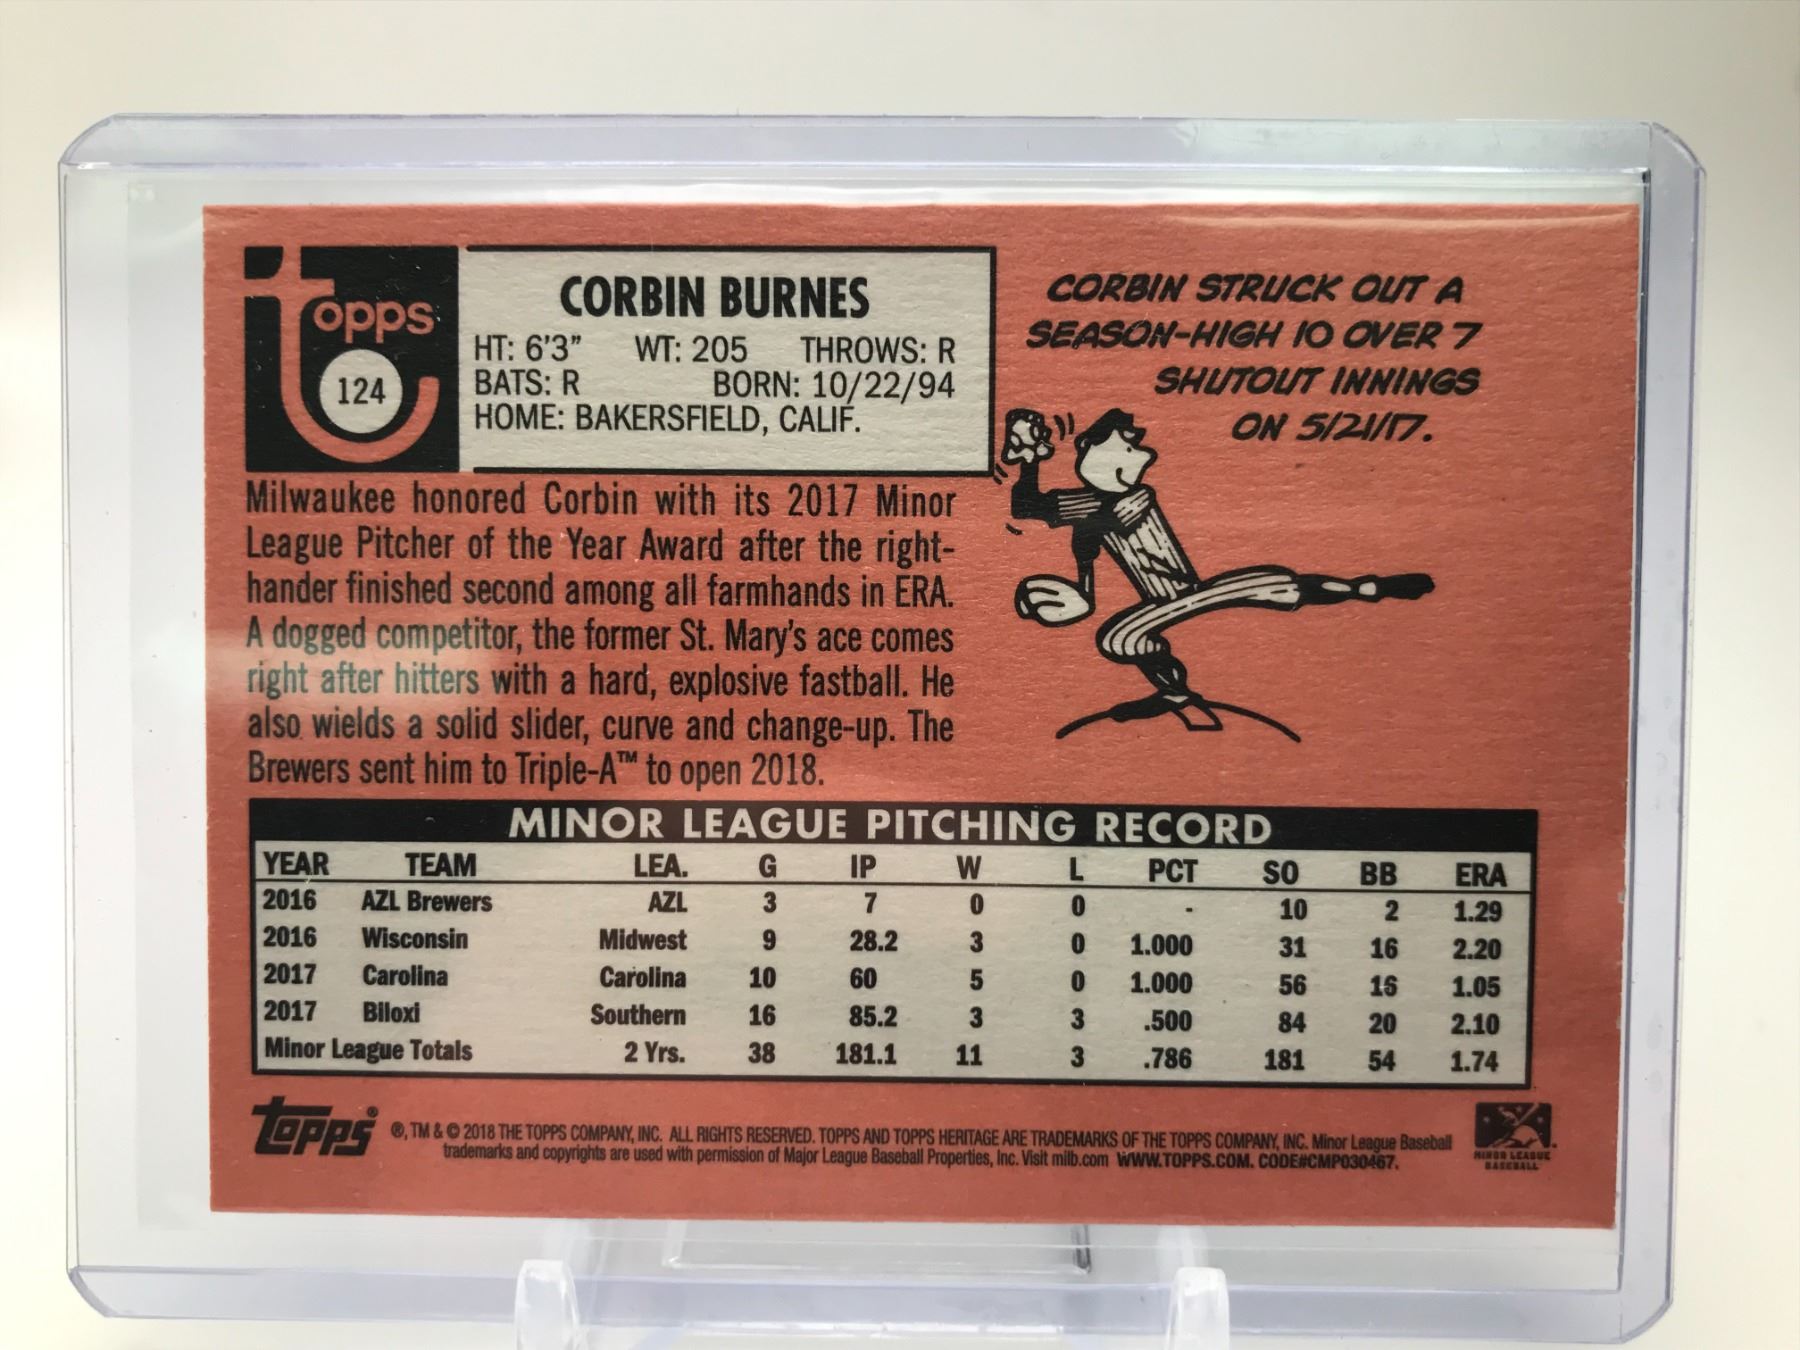 topps
124
CORBIN BURNES
HT: 6'3" WT: 205 THROWS: R
BATS: R BORN: 10/22/94
HOME: BAKERSFIELD, CALIF.
CORBIN STRUCK OUT A
SEASON-HIGH 10 OVER 7
SHUTOUT INNINGS
ON 5/21/17.
Milwaukee honored Corbin with its 2017 Minor
League Pitcher of the Year Award after the right-
hander finished second among all farmhands in ERA.
A dogged competitor, the former St. Mary's ace comes
right after hitters with a hard, explosive fastball. He
also wields a solid slider, curve and change-up. The
Brewers sent him to Triple-A™ to open 2018.
MINOR LEAGUE PITCHING RECORD
YEAR TEAM LEA. G IP W L PCT SO BB ERA
2016 AZL Brewers AZL 3 7 0 0 - 10 2 1.29
2016 Wisconsin Midwest 9 28.2 3 0 1.000 31 16 2.20
2017 Carolina Carolina 10 60 5 0 1.000 56 16 1.05
2017 Biloxi Southern 16 85.2 3 3 .500 84 20 2.10
Minor League Totals 2 Yrs. 38 181.1 11 3 .786 181 54 1.74
topps® ®, TM & © 2018 THE TOPPS COMPANY, INC. ALL RIGHTS RESERVED. TOPPS AND TOPPS HERITAGE ARE TRADEMARKS OF THE TOPPS COMPANY, INC. Minor League Baseball
trademarks and copyrights are used with permission of Major League Baseball Properties, Inc. Visit milb.com WWW.TOPPS.COM. CODE#CMP030467.
MINOR LEAGUE
BASEBALL